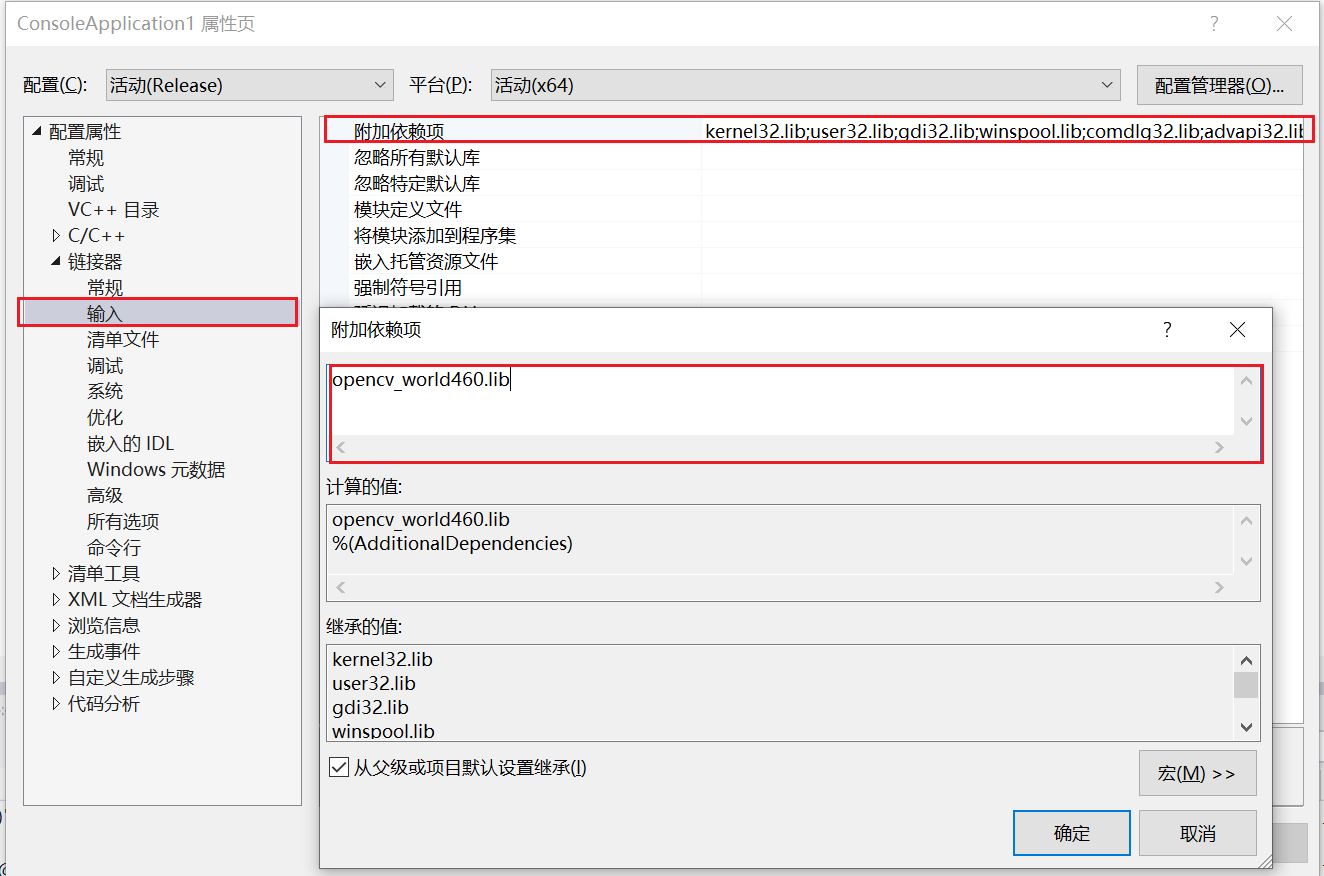 ConsoleApplication1 属性页
配置(C): 活动(Release) 平台(P): 活动(x64) 配置管理器(O)...
配置属性
常规
调试
VC++ 目录
C/C++
链接器
常规
输入
清单文件
调试
系统
优化
嵌入的 IDL
Windows 元数据
高级
所有选项
命令行
清单工具
XML 文档生成器
浏览信息
生成事件
自定义生成步骤
代码分析
附加依赖项 kernel32.lib;user32.lib;gdi32.lib;winspool.lib;comdlg32.lib;advapi32.lib
忽略所有默认库
忽略特定默认库
模块定义文件
将模块添加到程序集
嵌入托管资源文件
强制符号引用
附加依赖项
opencv_world460.lib
计算的值:
opencv_world460.lib
%(AdditionalDependencies)
继承的值:
kernel32.lib
user32.lib
gdi32.lib
winspool.lib
从父级或项目默认设置继承(I)
宏(M) >>
确定 取消